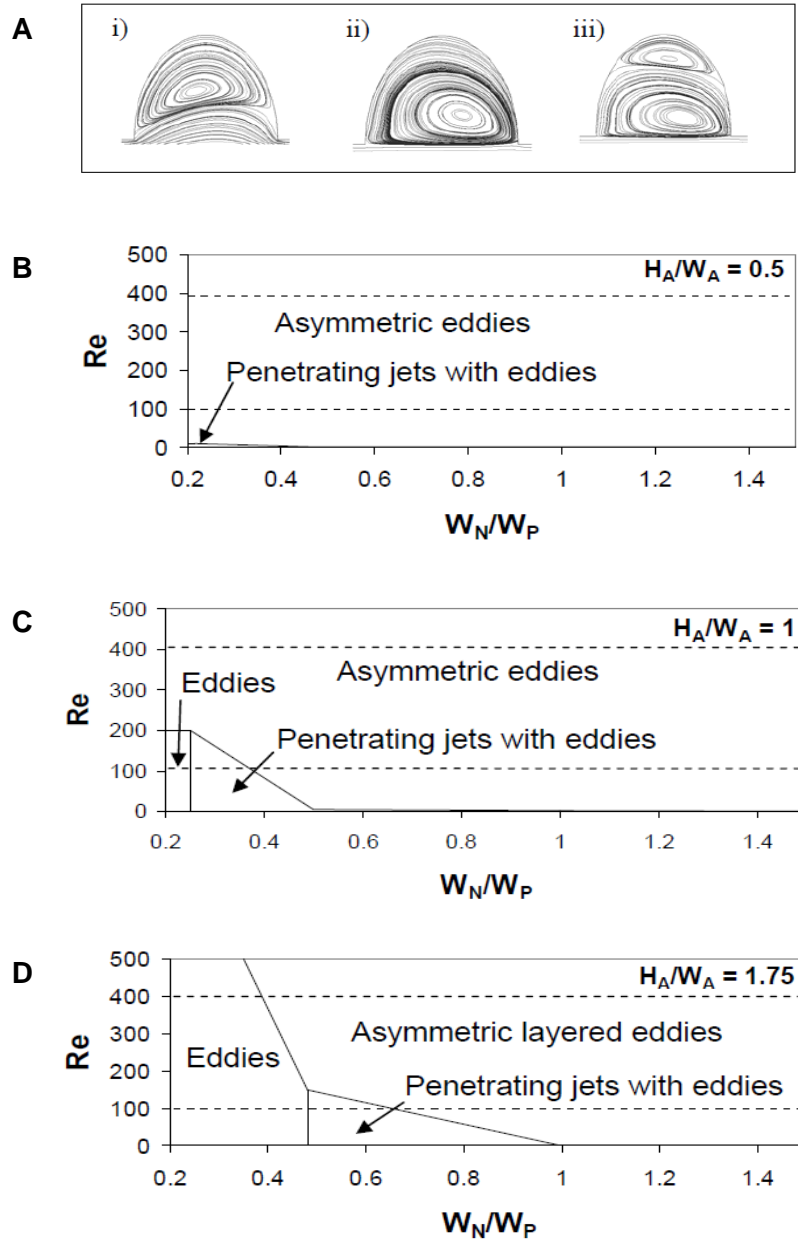 A
i) ii) iii)
B
500
400
300
200
100
0
Re
H_A/W_A = 0.5
Asymmetric eddies
Penetrating jets with eddies
0.2 0.4 0.6 0.8 1 1.2 1.4
W_N/W_P
C
500
400
300
200
100
0
Re
H_A/W_A = 1
Asymmetric eddies
Eddies
Penetrating jets with eddies
0.2 0.4 0.6 0.8 1 1.2 1.4
W_N/W_P
D
500
400
300
200
100
0
Re
H_A/W_A = 1.75
Asymmetric layered eddies
Eddies
Penetrating jets with eddies
0.2 0.4 0.6 0.8 1 1.2 1.4
W_N/W_P